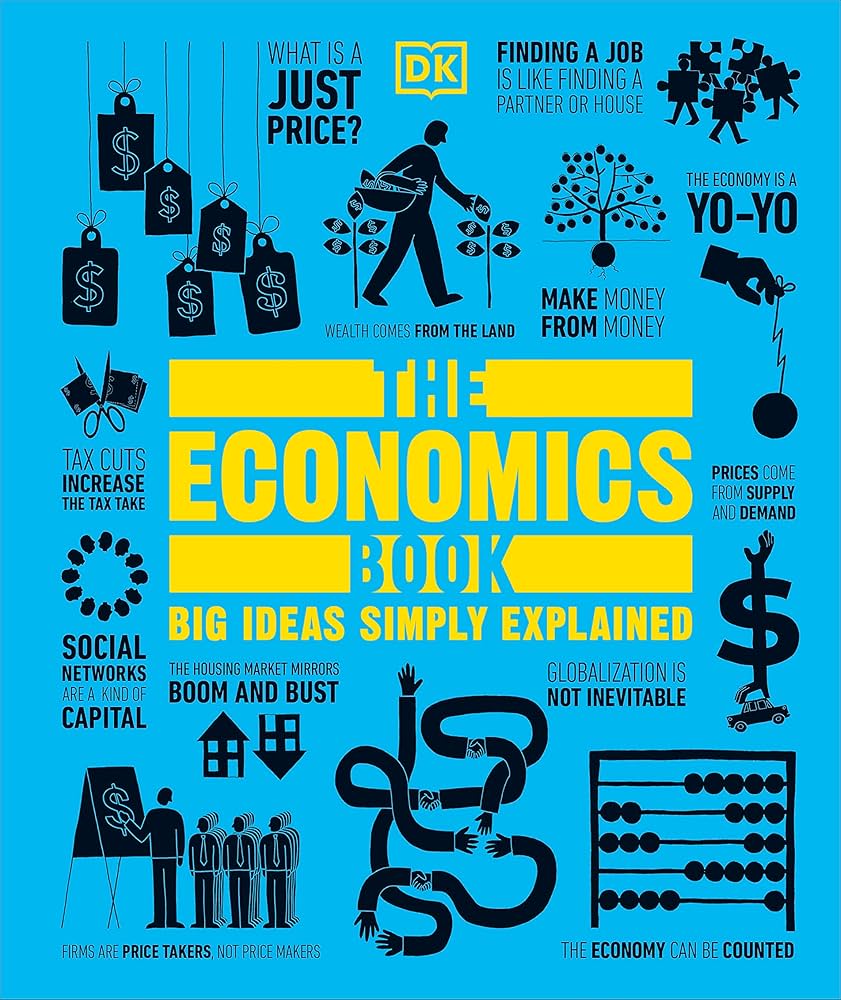 WHAT IS A
JUST
PRICE?
DK
FINDING A JOB
IS LIKE FINDING A
PARTNER OR HOUSE
THE ECONOMY IS A
YO-YO
$
$
$
$
$
$
WEALTH COMES FROM THE LAND
MAKE MONEY
FROM MONEY
TAX CUTS
INCREASE
THE TAX TAKE
THE
ECONOMICS
BOOK
BIG IDEAS SIMPLY EXPLAINED
PRICES COME
FROM SUPPLY
AND DEMAND
$
SOCIAL
NETWORKS
ARE A KIND OF
CAPITAL
THE HOUSING MARKET MIRRORS
BOOM AND BUST
GLOBALIZATION IS
NOT INEVITABLE
$
FIRMS ARE PRICE TAKERS, NOT PRICE MAKERS
THE ECONOMY CAN BE COUNTED